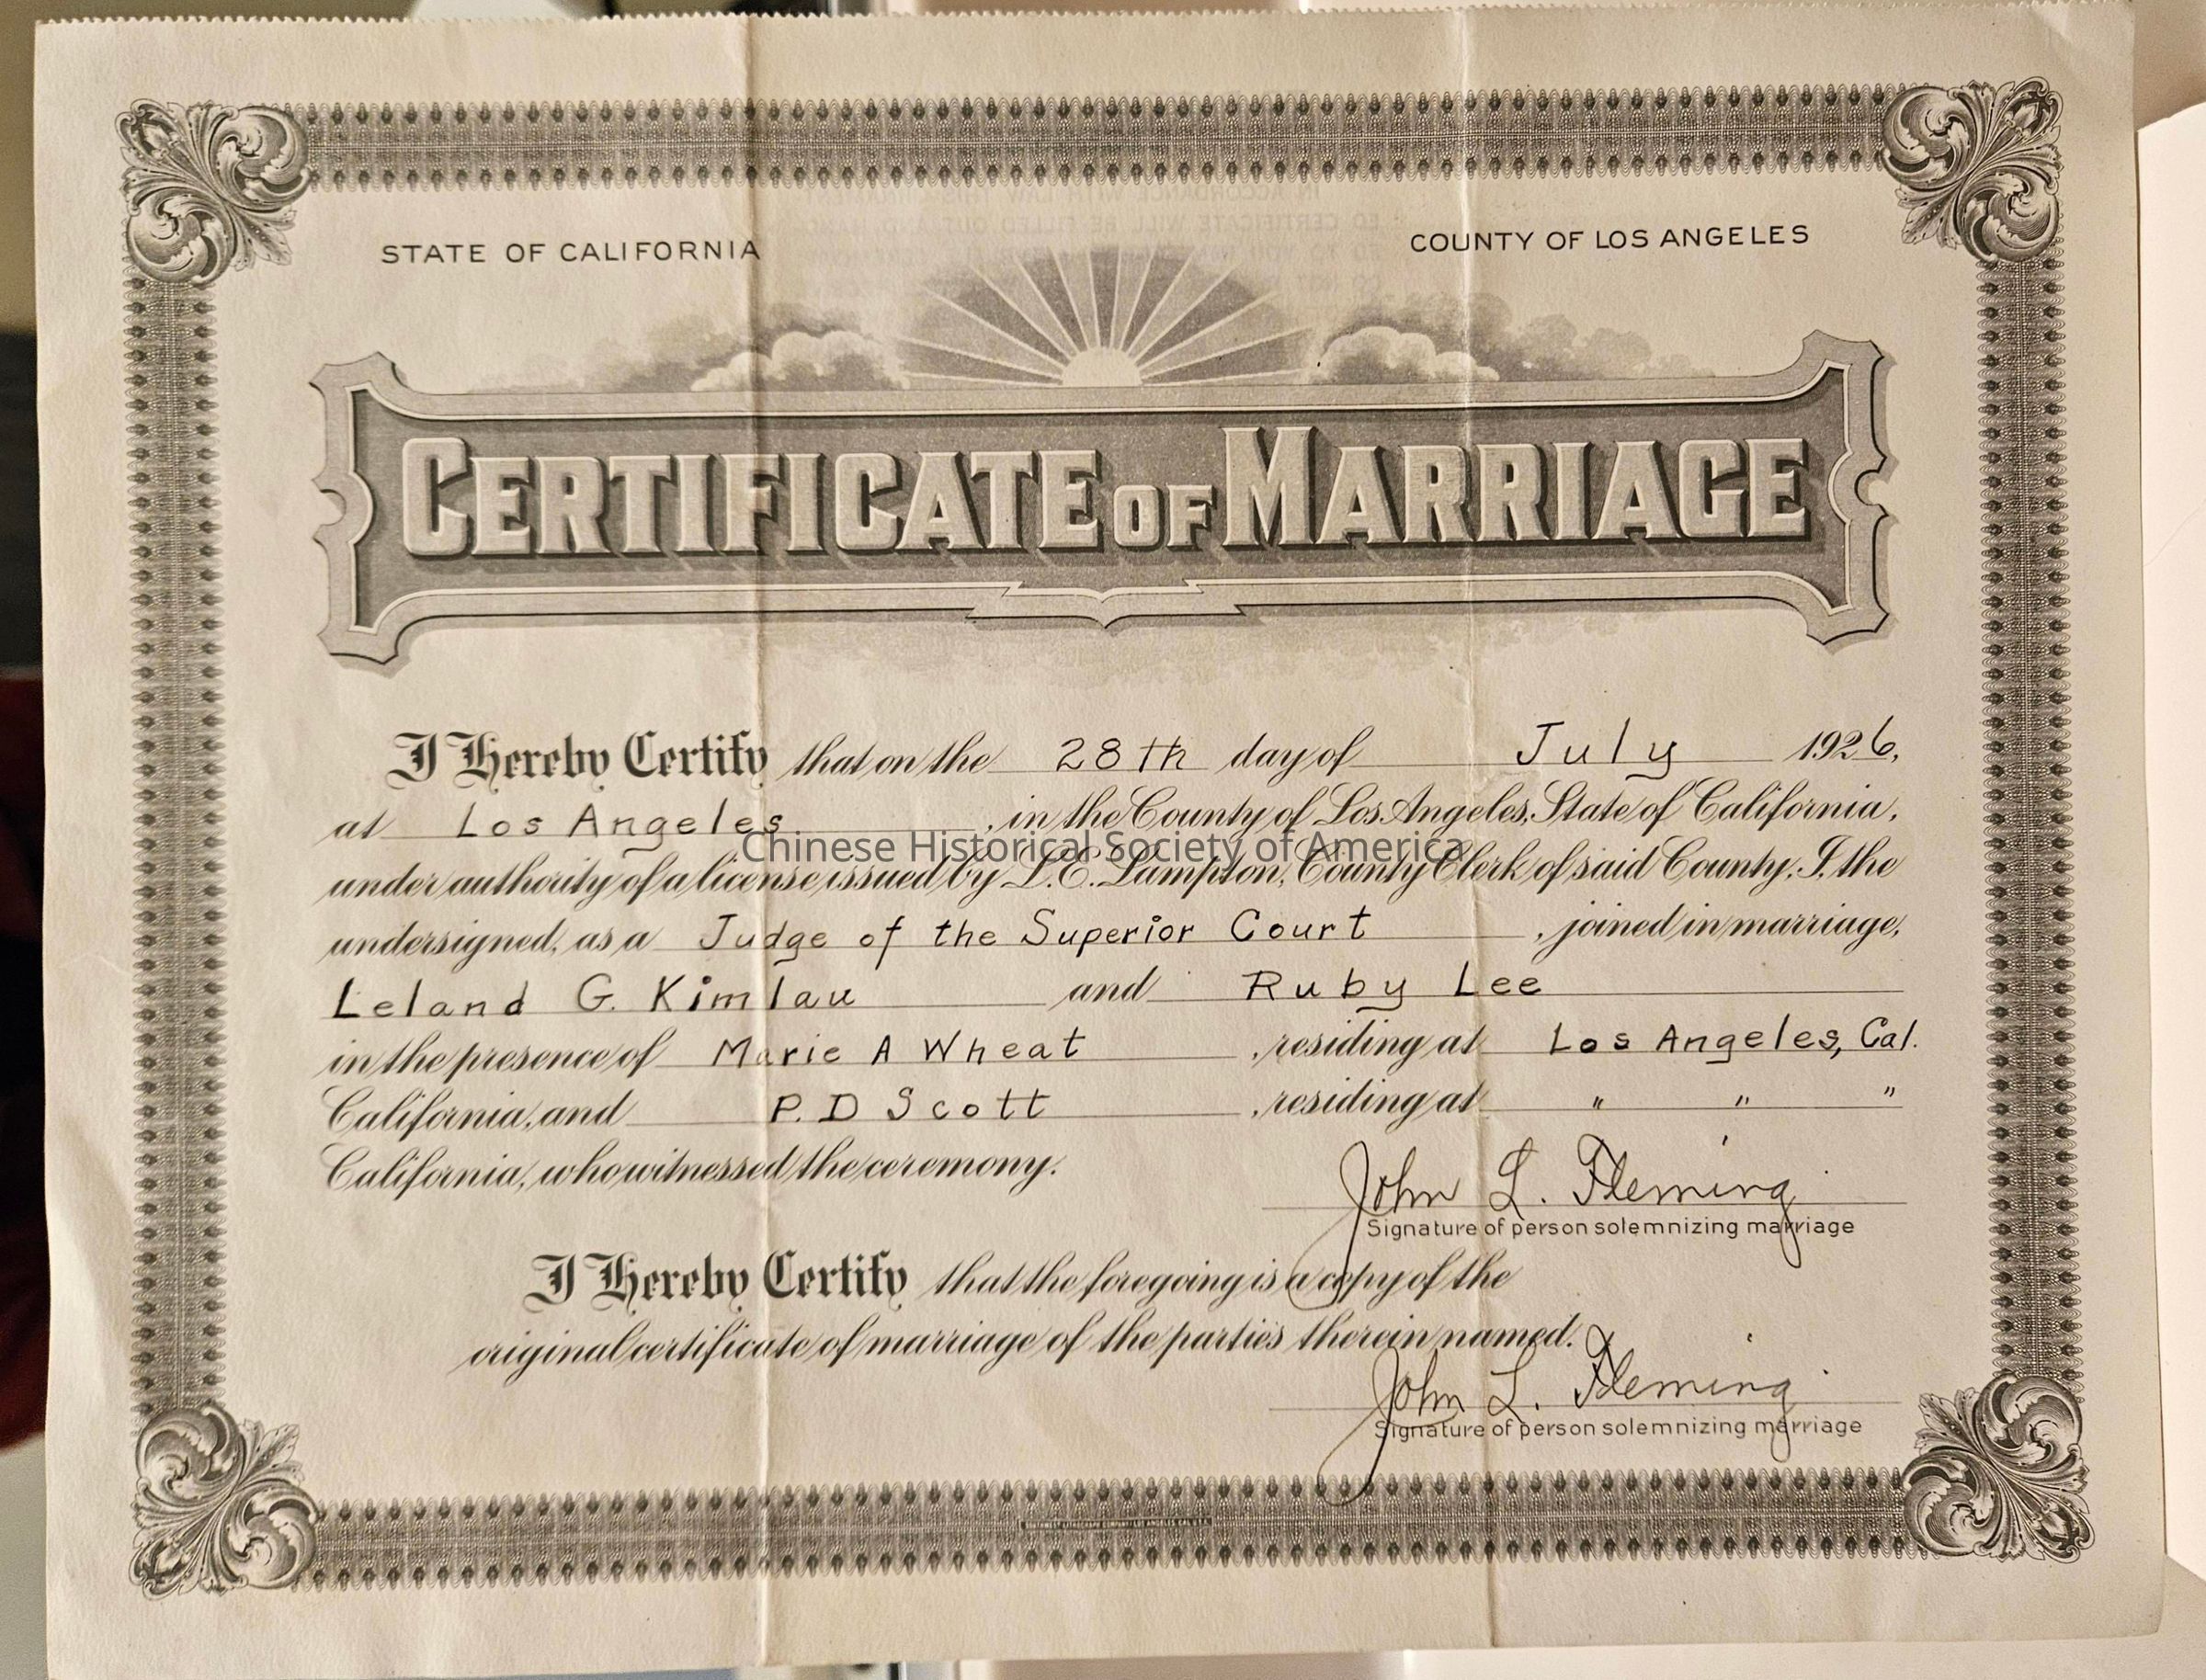 STATE OF CALIFORNIA
COUNTY OF LOS ANGELES
CERTIFICATE OF MARRIAGE
I Hereby Certify that on the 28th day of July 1926,
at Los Angeles, in the County of Los Angeles, State of California,
Chinese Historical Society of America
under authority of a license issued by L.E. Lampton, County Clerk of said County, I, the
undersigned, as a Judge of the Superior Court, joined in marriage,
Leland G. Kimlau and Ruby Lee
in the presence of Marie A Wheat, residing at Los Angeles, Cal.
California, and P. D Scott, residing at " " "
California, who witnessed the ceremony.
John L. Fleming
Signature of person solemnizing marriage
I Hereby Certify that the foregoing is a copy of the
original certificate of marriage of the parties therein named.
John L. Fleming
Signature of person solemnizing marriage